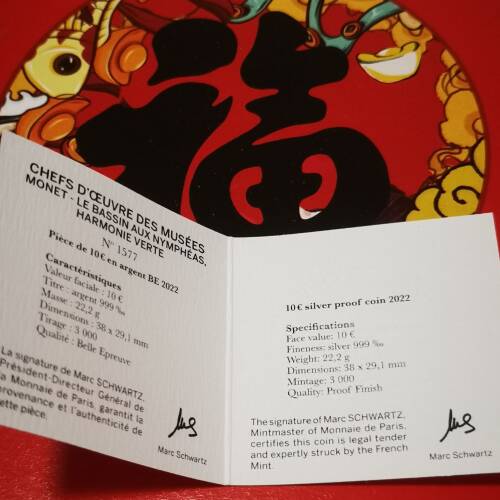 福
CHEFS D'ŒUVRE DES MUSÉES
MONET - LE BASSIN AUX NYMPHÉAS,
HARMONIE VERTE
N° 1577
Pièce de 10 € en argent BE 2022
Caractéristiques
Valeur faciale : 10 €
Titre : argent 999 ‰
Masse : 22,2 g
Dimensions : 38 x 29,1 mm
Tirage : 3 000
Qualité : Belle Epreuve
La signature de Marc SCHWARTZ,
Président-Directeur Général de
la Monnaie de Paris, garantit la
provenance et l'authenticité de
cette pièce.
Marc Schwartz
10 € silver proof coin 2022
Specifications
Face value: 10 €
Fineness: silver 999 ‰
Weight: 22,2 g
Dimensions: 38 x 29,1 mm
Mintage: 3 000
Quality: Proof Finish
The signature of Marc SCHWARTZ,
Mintmaster of Monnaie de Paris,
certifies this coin is legal tender
and expertly struck by the French
Mint.
Marc Schwartz